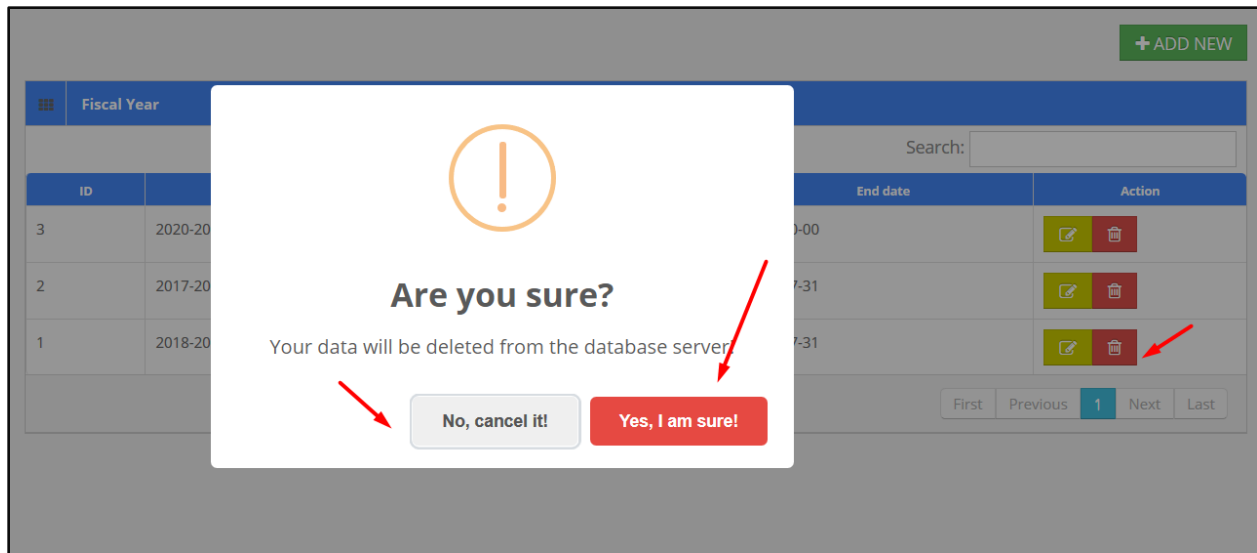 ADD NEW
Fiscal Year
Search:
ID End date Action
3 2020-20 0-00
2 2017-20 7-31
1 2018-20 7-31
Are you sure?
Your data will be deleted from the database server!
No, cancel it! Yes, I am sure!
First Previous 1 Next Last